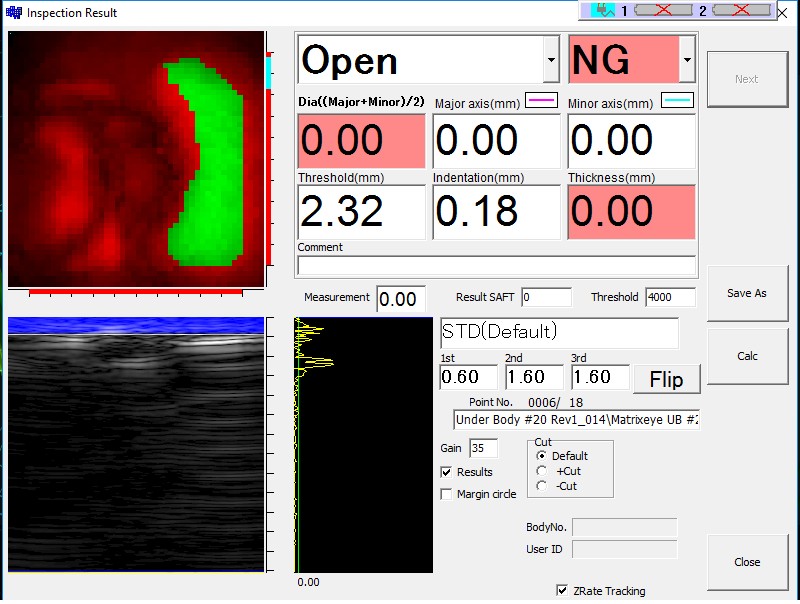 Inspection Result
1 2
Open NG
Next
Dia((Major+Minor)/2) Major axis(mm) Minor axis(mm)
0.00 0.00 0.00
Threshold(mm) Indentation(mm) Thickness(mm)
2.32 0.18 0.00
Comment
Measurement 0.00 Result SAFT 0 Threshold 4000
Save As
STD(Default)
Calc
1st 2nd 3rd
0.60 1.60 1.60 Flip
Point No. 0006/ 18
Under Body #20 Rev1_014\Matrixeye UB #2
Gain 35
Cut
Default
Results
+Cut
-Cut
Margin circle
BodyNo.
User ID
Close
0.00
ZRate Tracking